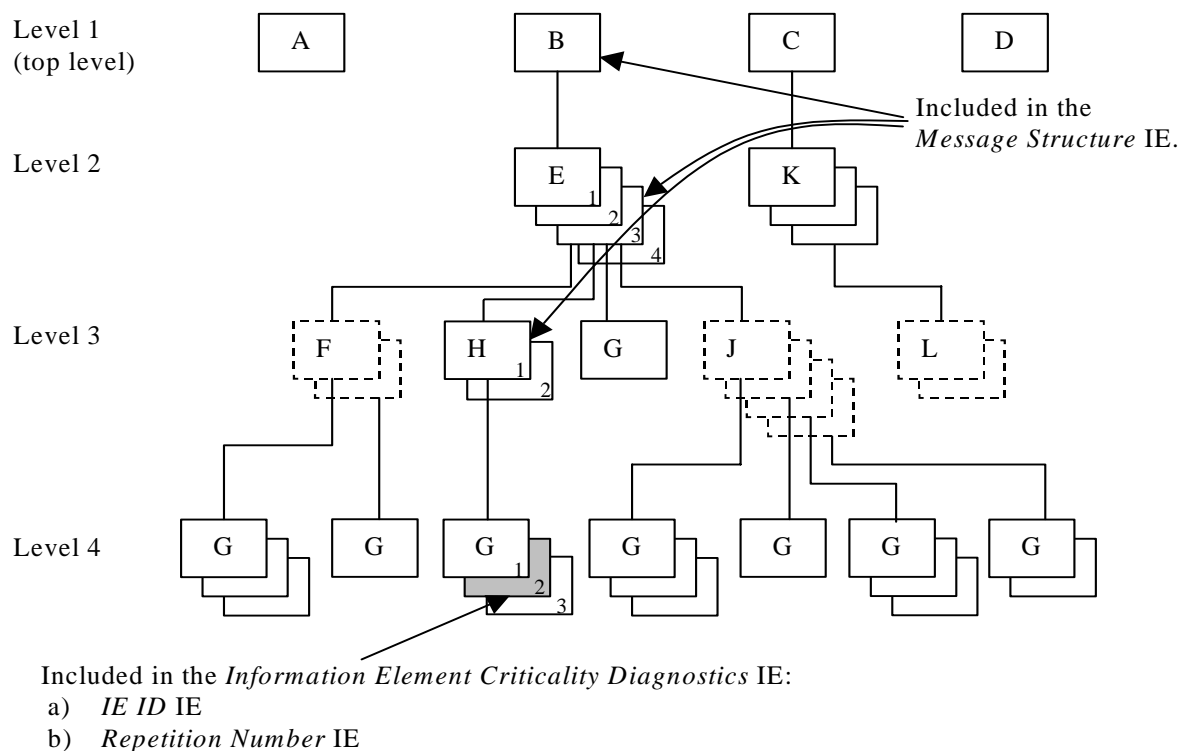 Level 1
(top level)
A
B
C
D
Included in the
Message Structure IE.
Level 2
E
1
2
3
4
K
Level 3
F
H
1
2
G
J
L
Level 4
G
G
G
1
2
3
G
G
G
G
Included in the Information Element Criticality Diagnostics IE:
a) IE ID IE
b) Repetition Number IE